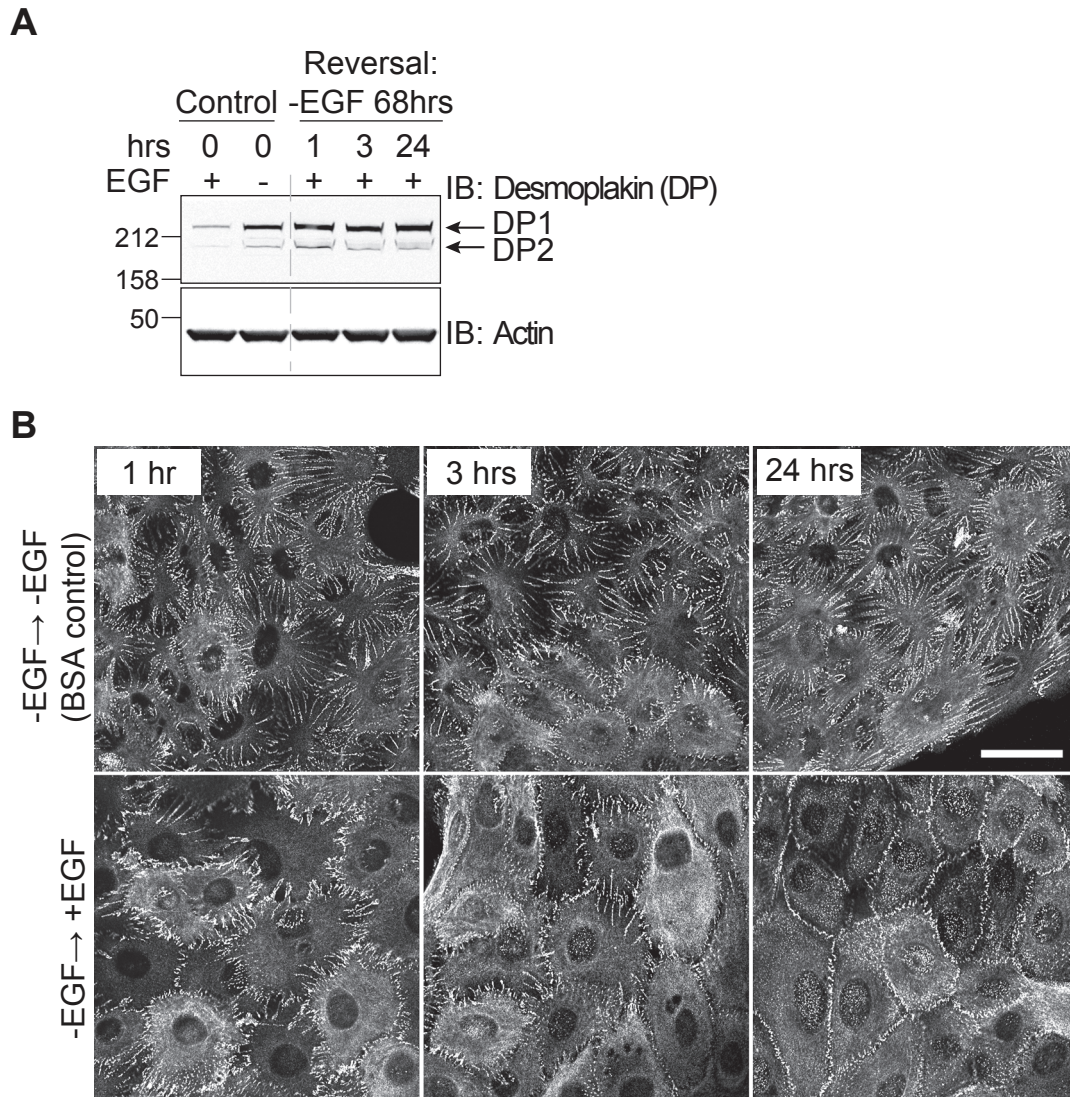 A
Reversal:
Control -EGF 68hrs
hrs 0 0 1 3 24
EGF + - + + +
IB: Desmoplakin (DP)
DP1
212
DP2
158
50
IB: Actin
B
1 hr 3 hrs 24 hrs
-EGF → -EGF
(BSA control)
-EGF → +EGF